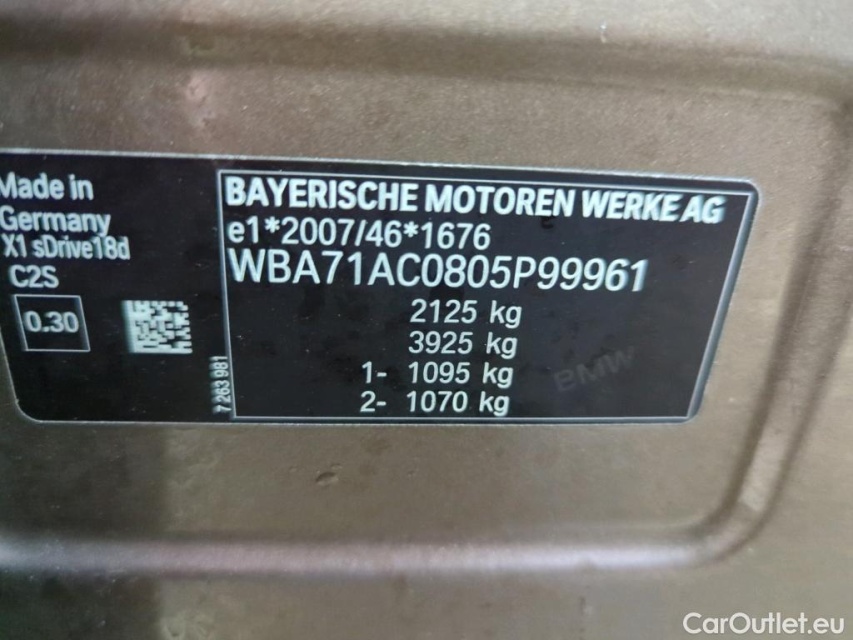 Made in
Germany
X1 sDrive18d
C2S
0.30
7 263 981
BAYERISCHE MOTOREN WERKE AG
e1*2007/46*1676
WBA71AC0805P99961
2125 kg
3925 kg
1- 1095 kg
2- 1070 kg
BMW
CarOutlet.eu